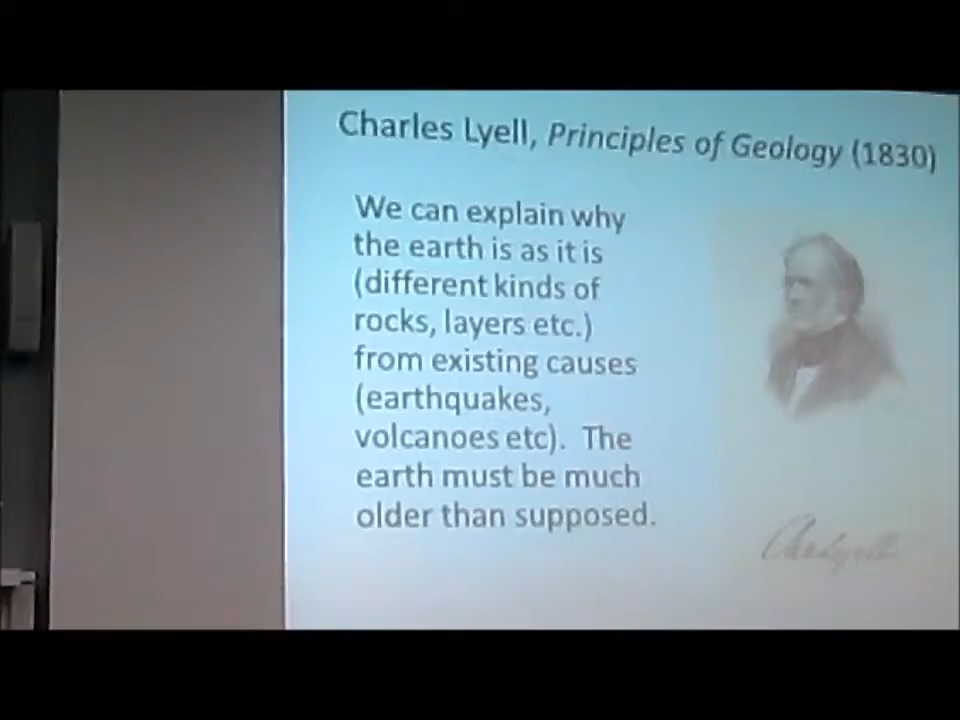 Charles Lyell, Principles of Geology (1830)
We can explain why
the earth is as it is
(different kinds of
rocks, layers etc.)
from existing causes
(earthquakes,
volcanoes etc).  The
earth must be much
older than supposed.